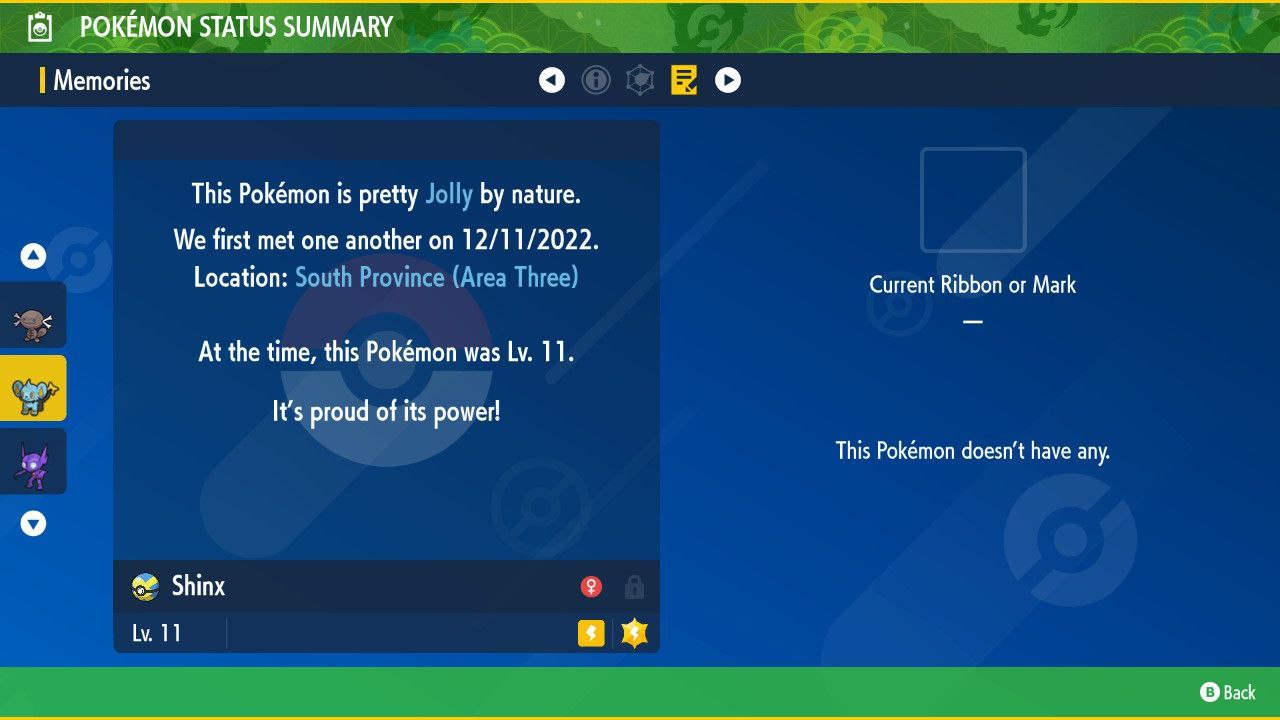 POKÉMON STATUS SUMMARY
Memories
This Pokémon is pretty Jolly by nature.
We first met one another on 12/11/2022.
Location: South Province (Area Three)
At the time, this Pokémon was Lv. 11.
It's proud of its power!
Shinx
Lv. 11
Current Ribbon or Mark
—
This Pokémon doesn't have any.
B Back